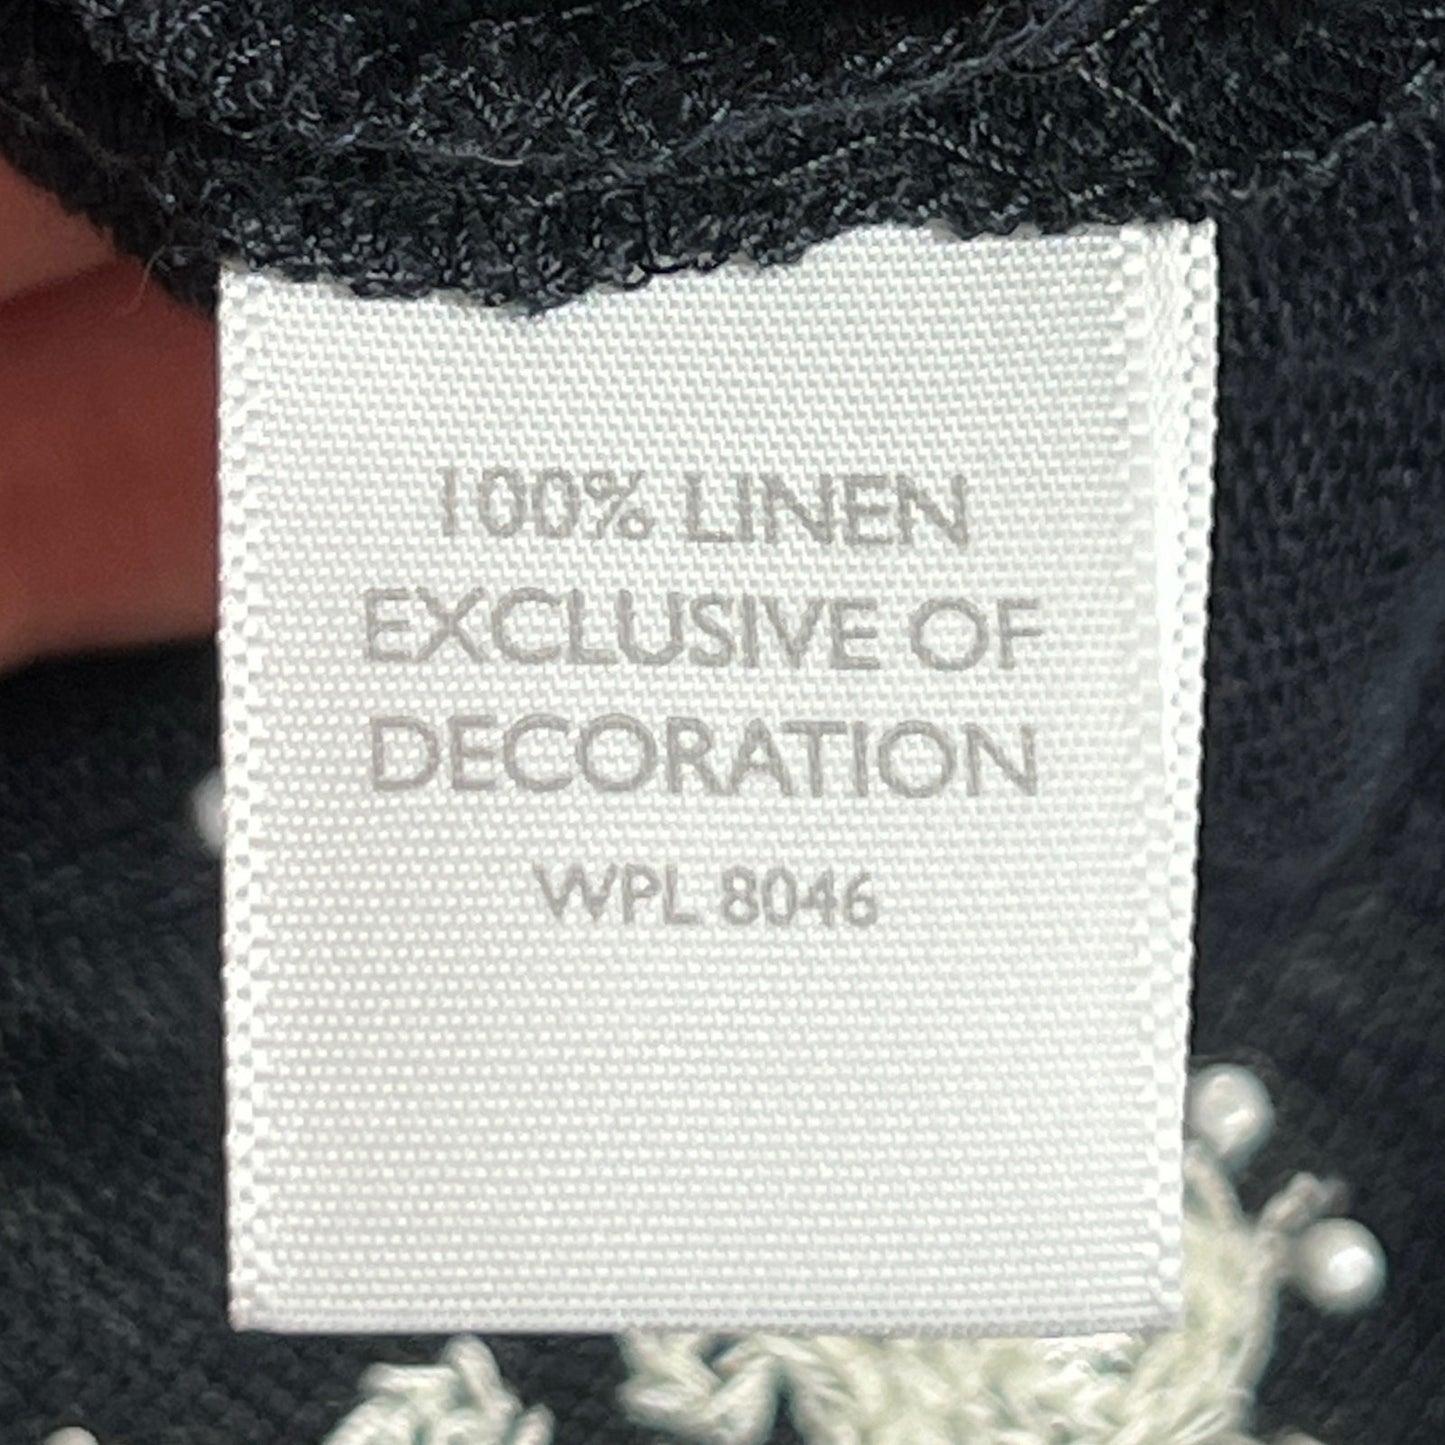 100% LINEN
EXCLUSIVE OF
DECORATION
WPL 8046